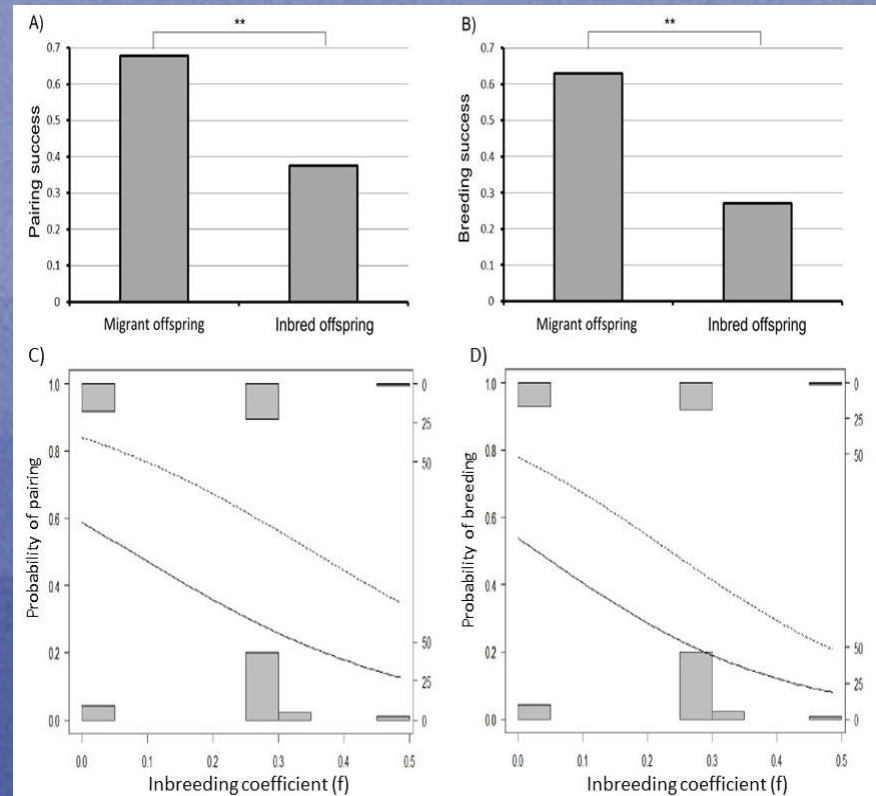 A)
**
Pairing success
0.7
0.6
0.5
0.4
0.3
0.2
0.1
0
Migrant offspring
Inbred offspring
B)
**
Breeding success
0.7
0.6
0.5
0.4
0.3
0.2
0.1
0
Migrant offspring
Inbred offspring
C)
Probability of pairing
1.0
0.8
0.6
0.4
0.2
0.0
0
25
50
50
25
0
0.0 0.1 0.2 0.3 0.4 0.5
Inbreeding coefficient (f)
D)
Probability of breeding
1.0
0.8
0.6
0.4
0.2
0.0
0
25
50
50
25
0
0.0 0.1 0.2 0.3 0.4 0.5
Inbreeding coefficient (f)